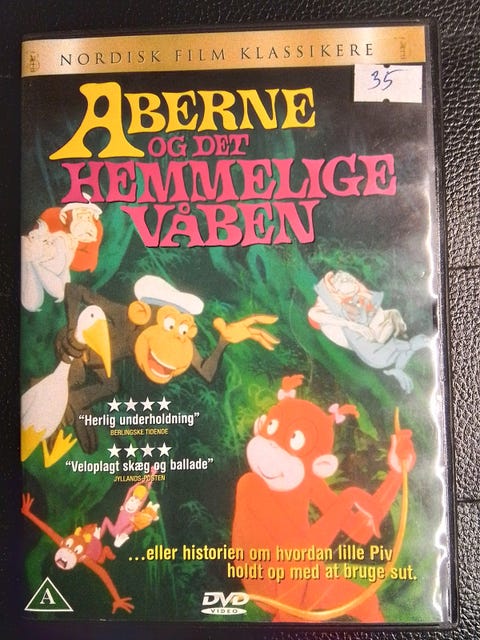 NORDISK FILM KLASSIKERE
35
ABERNE
OG DET
HEMMELIGE
VÅBEN
★★★★
"Herlig underholdning"
BERLINGSKE TIDENDE
★★★★
"Veloplagt skæg og ballade"
JYLLANDS-POSTEN
...eller historien om hvordan lille Piv
holdt op med at bruge sut.
A
DVD
VIDEO